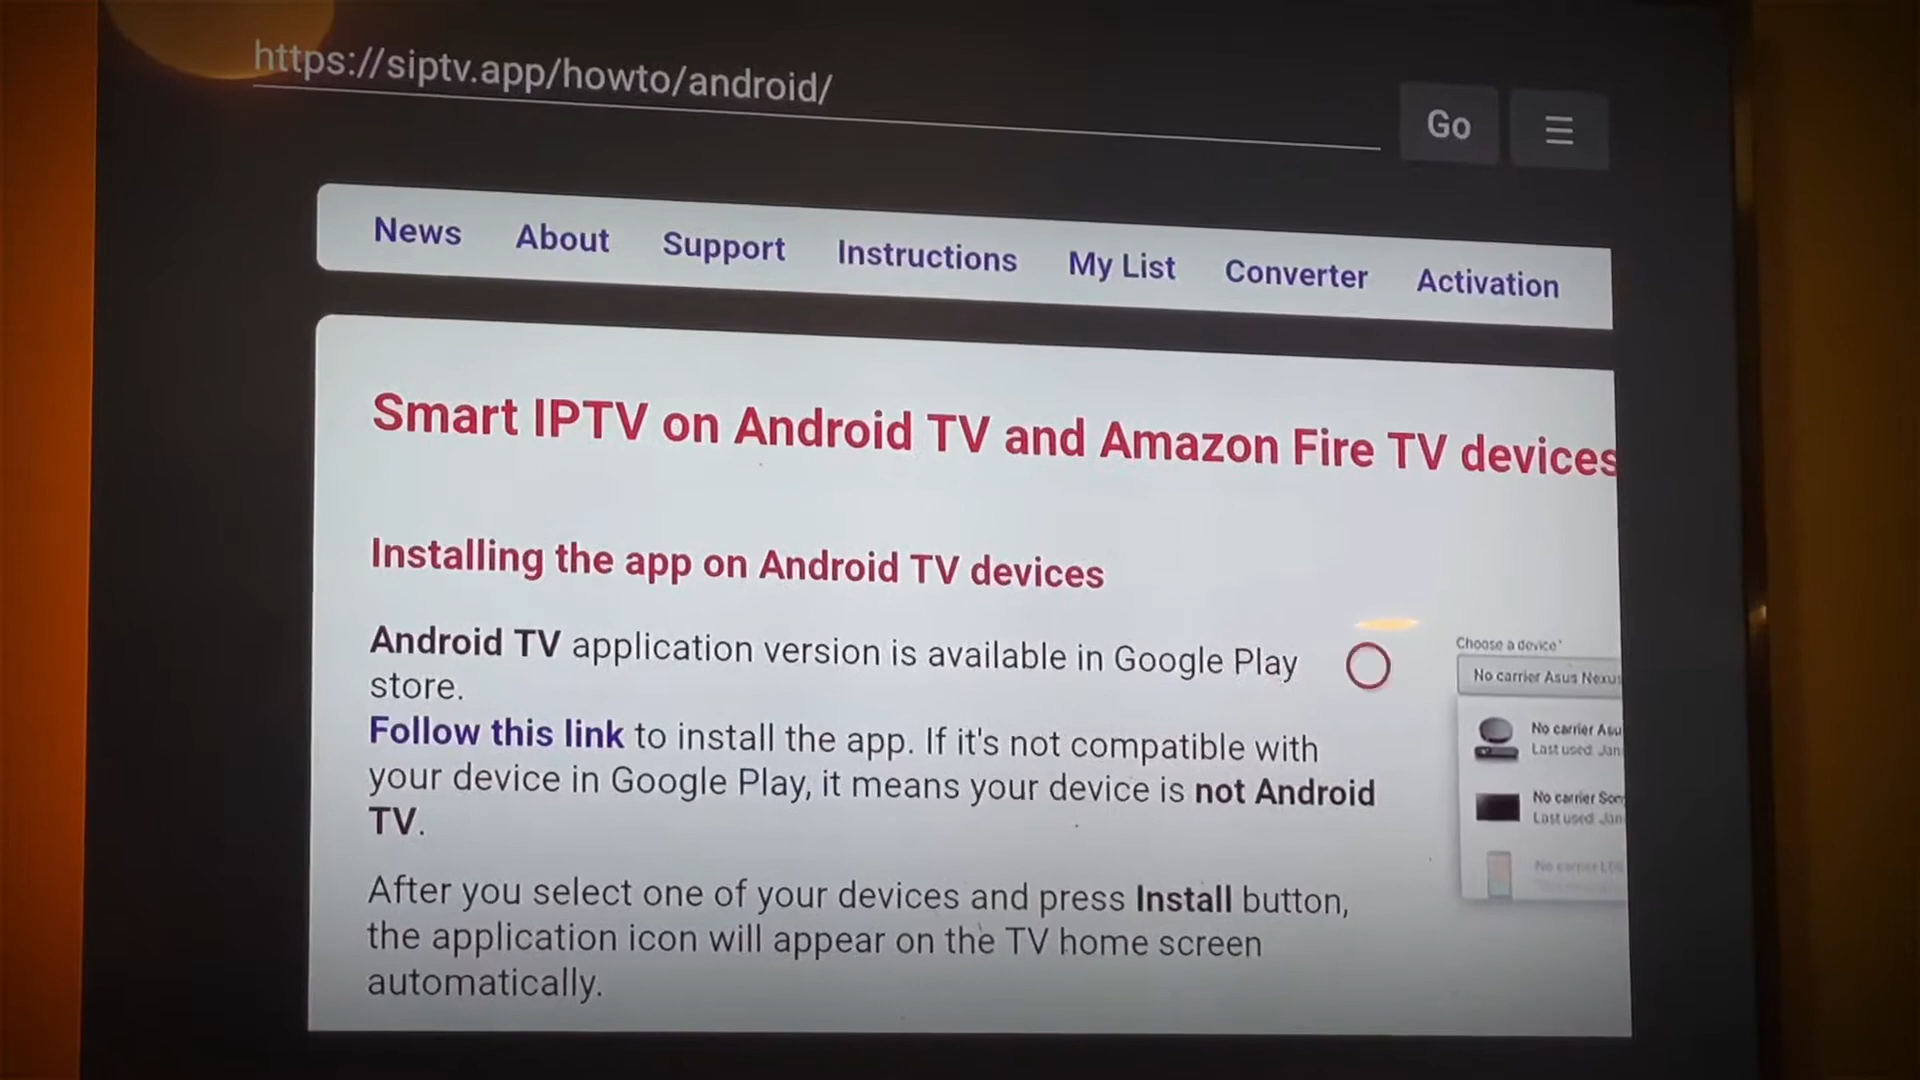 https://siptv.app/howto/android/
Go
News About Support Instructions My List Converter Activation
Smart IPTV on Android TV and Amazon Fire TV devices
Installing the app on Android TV devices
Android TV application version is available in Google Play
store.
Follow this link to install the app. If it's not compatible with
your device in Google Play, it means your device is not Android
TV.
After you select one of your devices and press Install button,
the application icon will appear on the TV home screen
automatically.
Choose a device*
No carrier Asus Nexus
No carrier Asu
Last used: Jan
No carrier Son
Last used: Jan
No carrier